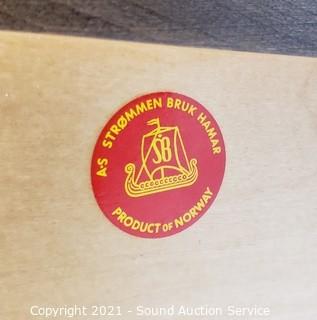 A-S STRØMMEN BRUK HAMAR
SB
PRODUCT OF NORWAY
Copyright 2021 - Sound Auction Service